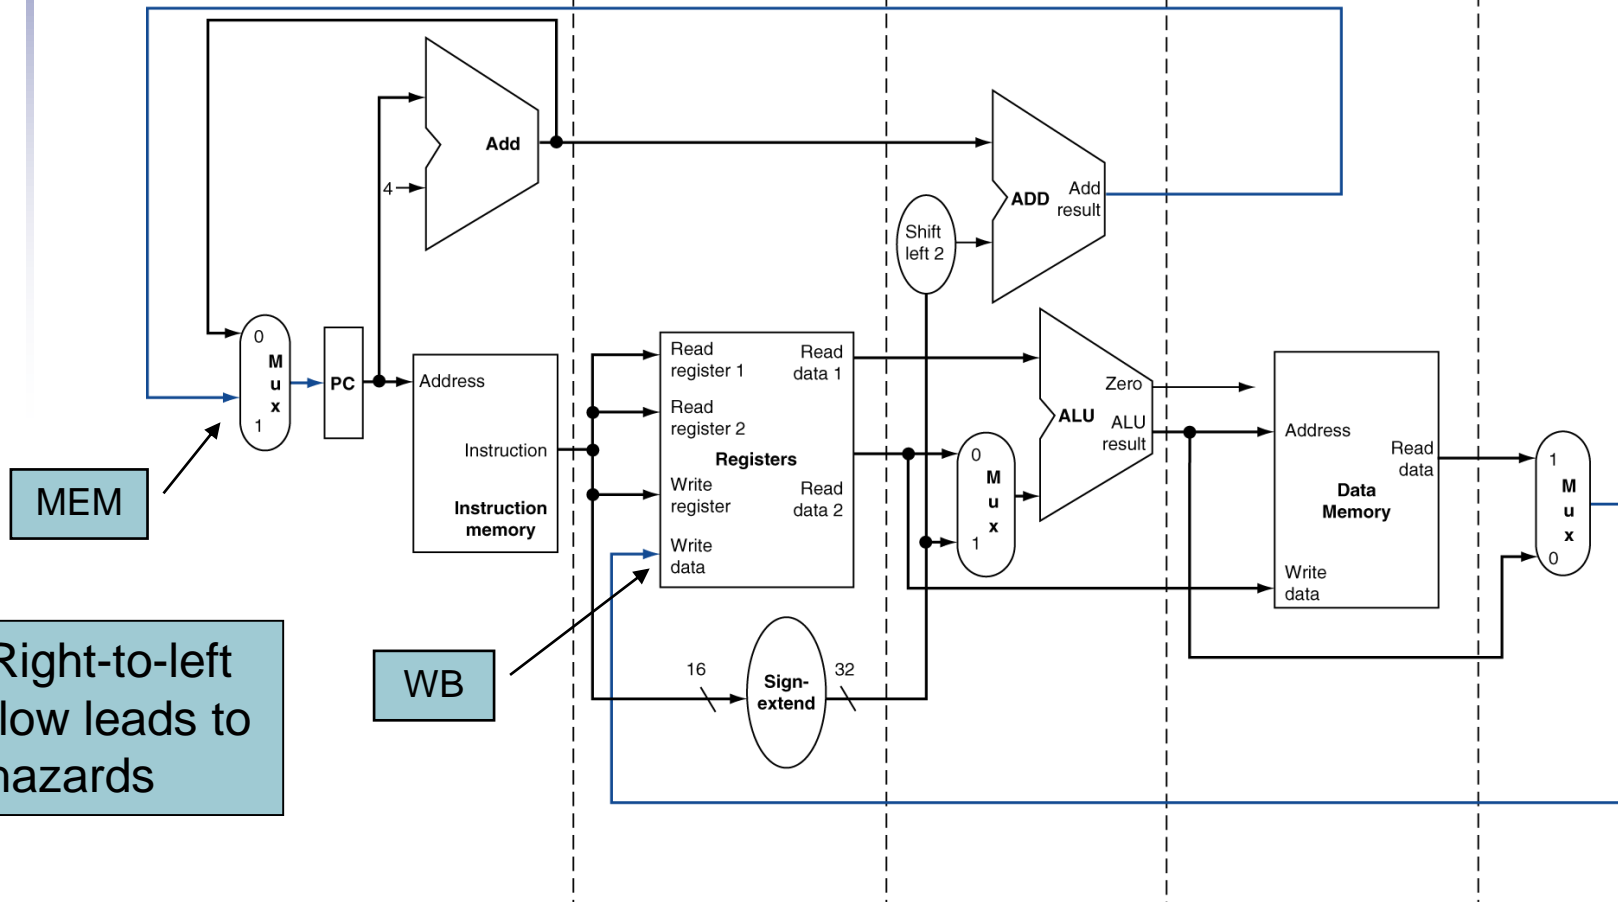 Add
4
ADD
Add
result
Shift
left 2
0
M
u
x
1
PC
Address
Instruction
Instruction
memory
MEM
Read
register 1
Read
data 1
Read
register 2
Registers
Write
register
Read
data 2
Write
data
0
M
u
x
1
Zero
ALU
ALU
result
Address
Read
data
Data
Memory
Write
data
1
M
u
x
0
16
Sign-
extend
32
WB
Right-to-left
low leads to
hazards